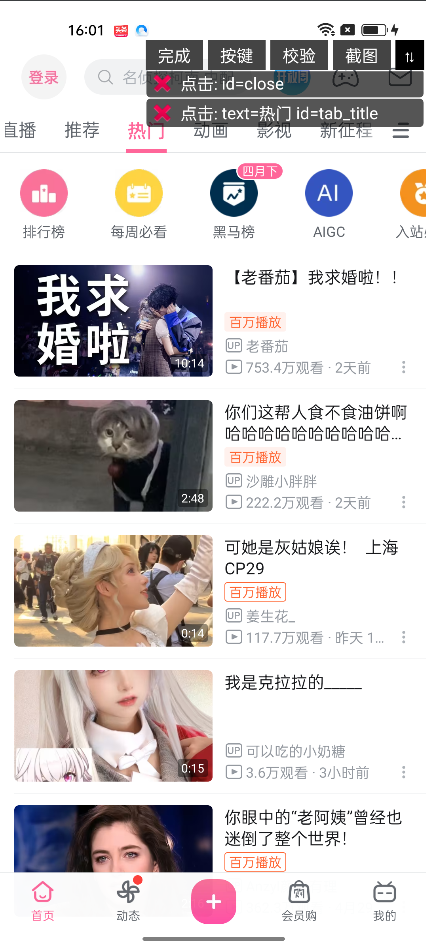 16:01
完成 按键 校验 截图 ↑↓
登录
点击: id=close
点击: text=热门 id=tab_title
直播 推荐 热门 动画 影视 新征程
四月下
AI
排行榜 每周必看 黑马榜 AIGC 入站
我求
婚啦
10:14
【老番茄】我求婚啦！！
百万播放
UP 老番茄
753.4万观看 · 2天前
2:48
你们这帮人食不食油饼啊
哈哈哈哈哈哈哈哈哈哈...
百万播放
UP 沙雕小胖胖
222.2万观看 · 2天前
0:14
可她是灰姑娘诶！ 上海
CP29
百万播放
UP 姜生花_
117.7万观看 · 昨天 1...
0:15
我是克拉拉的_____
UP 可以吃的小奶糖
3.6万观看 · 3小时前
你眼中的“老阿姨”曾经也
迷倒了整个世界！
百万播放
首页 动态 会员购 我的